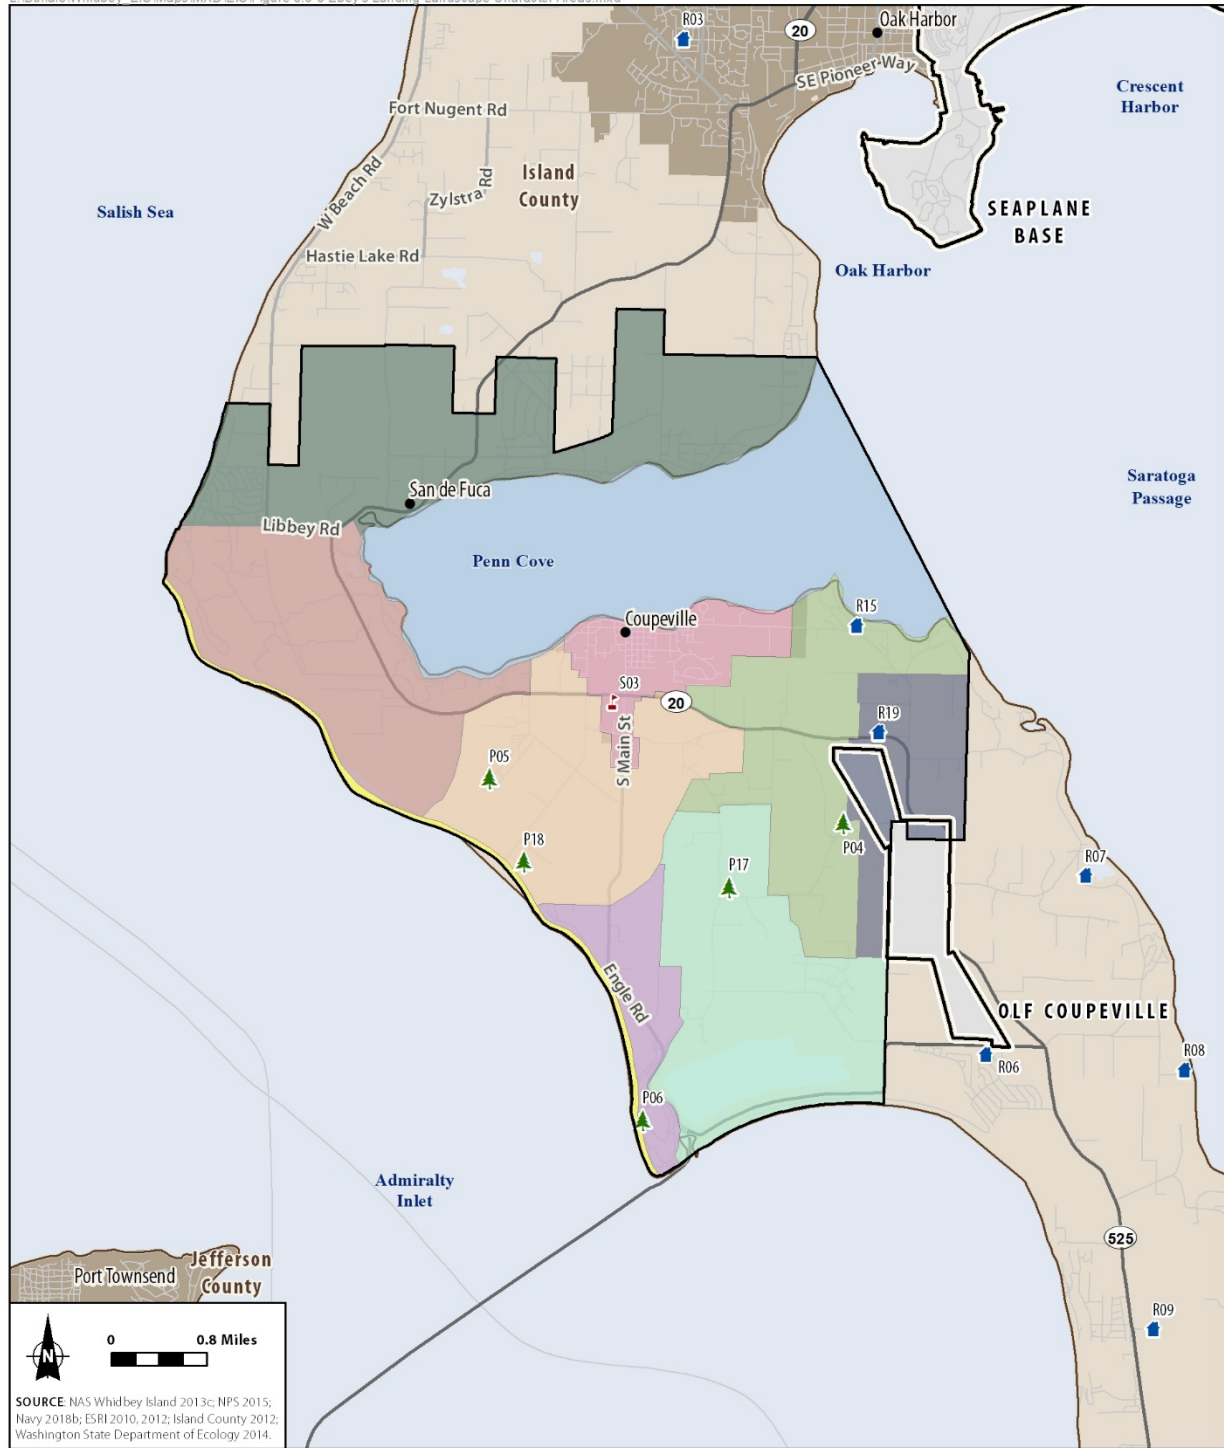 R03
20
Oak Harbor
SE Pioneer Way
Crescent
Harbor
Fort Nugent Rd
Island
County
W Beach Rd
Zylstra Rd
Salish Sea
SEAPLANE
BASE
Hastie Lake Rd
Oak Harbor
San de Fuca
Saratoga
Passage
Libbey Rd
Penn Cove
R15
Coupeville
S03
20
R19
S Main St
P05
P18
P04
P17
R07
Engle Rd
OLF COUPEVILLE
R06
R08
P06
Admiralty
Inlet
525
Jefferson
County
Port Townsend
R09
N
0 0.8 Miles
SOURCE: NAS Whidbey Island 2013c; NPS 2015;
Navy 2018b; ESRI 2010, 2012; Island County 2012;
Washington State Department of Ecology 2014.